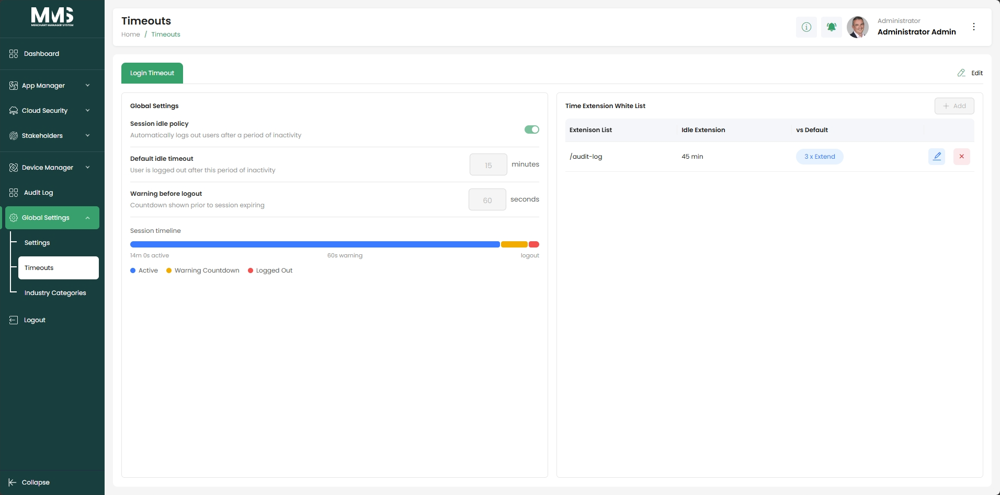 MMS
MERCHANT MANAGER SYSTEM
Dashboard
App Manager
Cloud Security
Stakeholders
Device Manager
Audit Log
Global Settings
Settings
Timeouts
Industry Categories
Logout
Collapse
Timeouts
Home / Timeouts
Administrator
Administrator Admin
Login Timeout
Edit
Global Settings
Session idle policy
Automatically logs out users after a period of inactivity
Default idle timeout
User is logged out after this period of inactivity
15 minutes
Warning before logout
Countdown shown prior to session expiring
60 seconds
Session timeline
14m 0s active 60s warning logout
Active Warning Countdown Logged Out
Time Extension White List
+ Add
Extenison List Idle Extension vs Default
/audit-log 45 min 3 x Extend